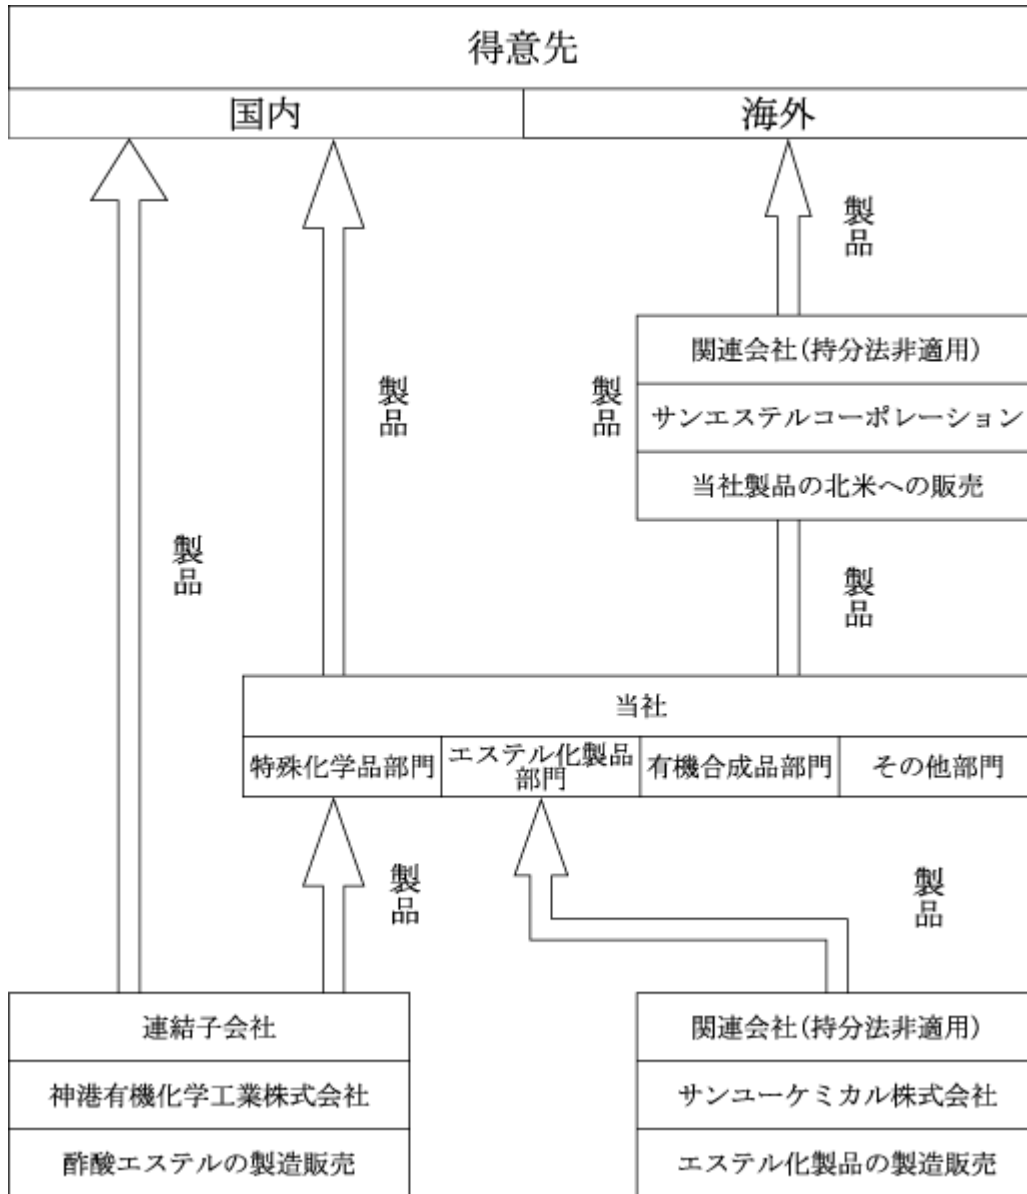 得意先
国内
海外
製品
関連会社(持分法非適用)
サンエステルコーポレーション
当社製品の北米への販売
製品
製品
製品
製品
当社
特殊化学品部門
エステル化製品
部門
有機合成品部門
その他部門
製品
製品
連結子会社
神港有機化学工業株式会社
酢酸エステルの製造販売
関連会社(持分法非適用)
サンユーケミカル株式会社
エステル化製品の製造販売